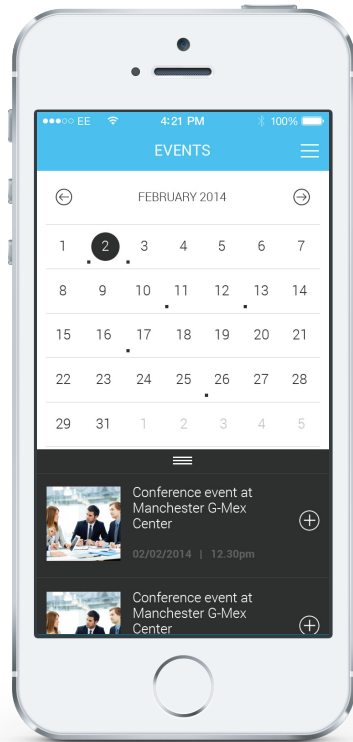 EE 4:21 PM 100%
EVENTS
FEBRUARY 2014
1 2 3 4 5 6 7
8 9 10 11 12 13 14
15 16 17 18 19 20 21
22 23 24 25 26 27 28
29 31 1 2 3 4 5
Conference event at
Manchester G-Mex
Center
02/02/2014 | 12.30pm
Conference event at
Manchester G-Mex
Center